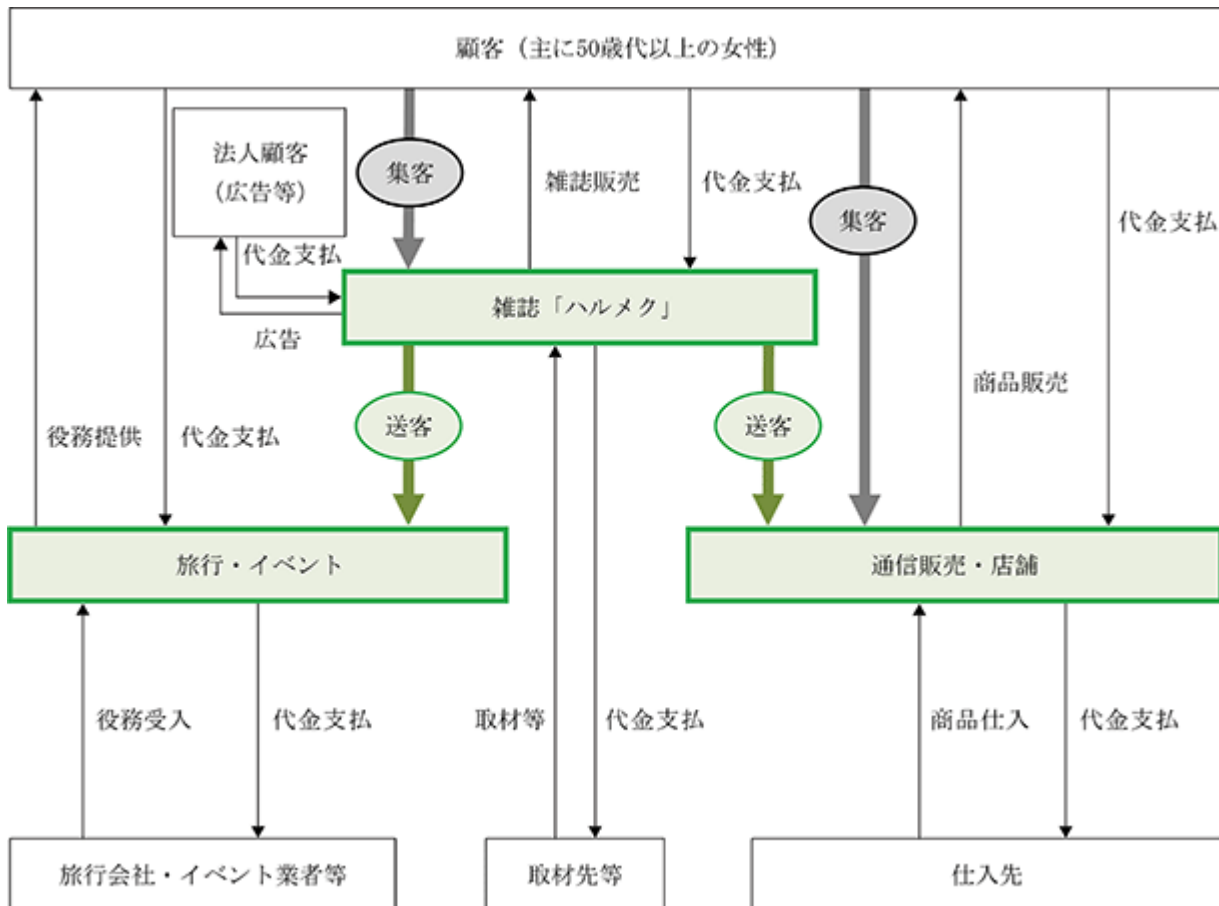 顧客（主に50歳代以上の女性）
法人顧客
（広告等）
集客
雑誌販売
代金支払
集客
代金支払
代金支払
雑誌「ハルメク」
広告
役務提供
代金支払
送客
送客
商品販売
旅行・イベント
通信販売・店舗
役務受入
代金支払
取材等
代金支払
商品仕入
代金支払
旅行会社・イベント業者等
取材先等
仕入先